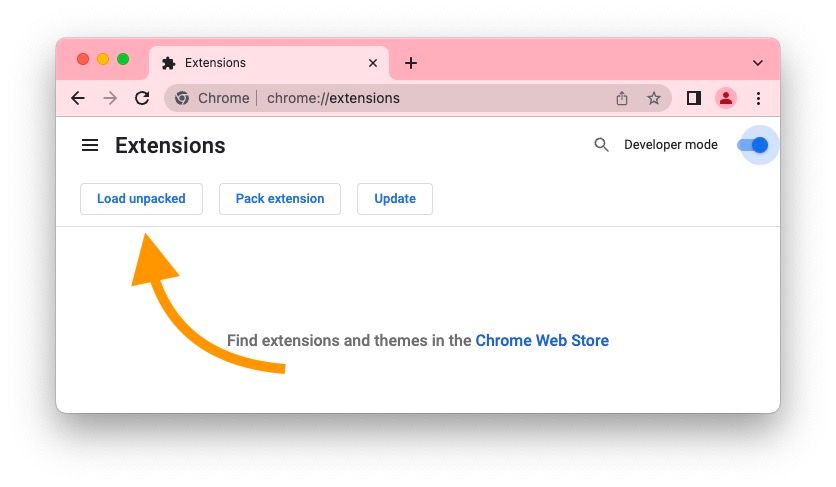 Extensions
Chrome chrome://extensions
Extensions Developer mode
Load unpacked Pack extension Update
Find extensions and themes in the Chrome Web Store